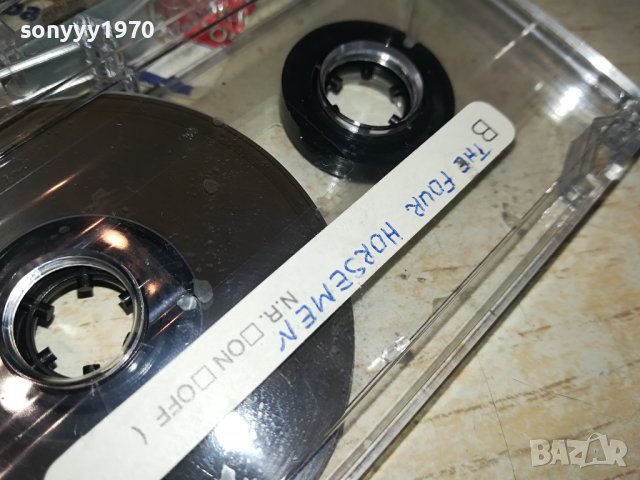 sonyyy1970
B THE FOUR HORSEMEN
N.R. □ON □OFF (
BAZAR